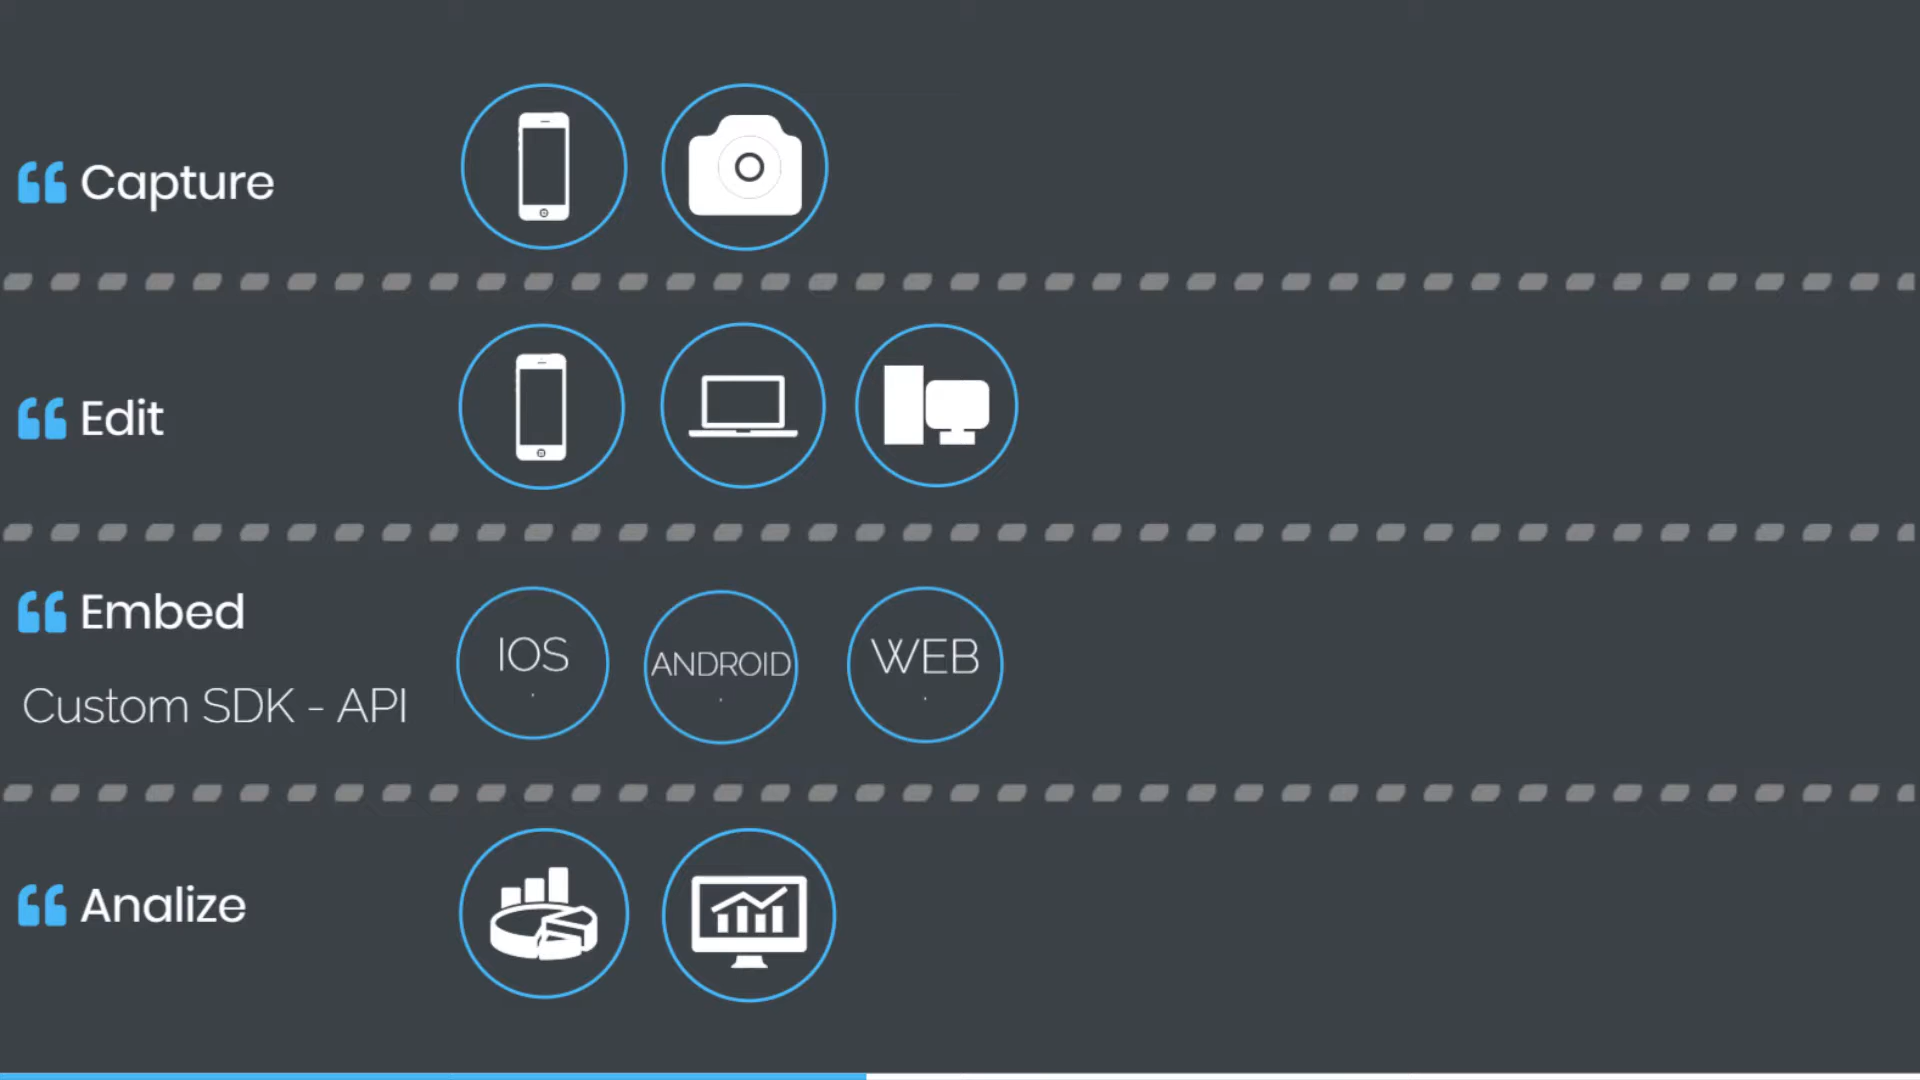 Capture
Edit
Embed
Custom SDK - API
IOS
ANDROID
WEB
Analize